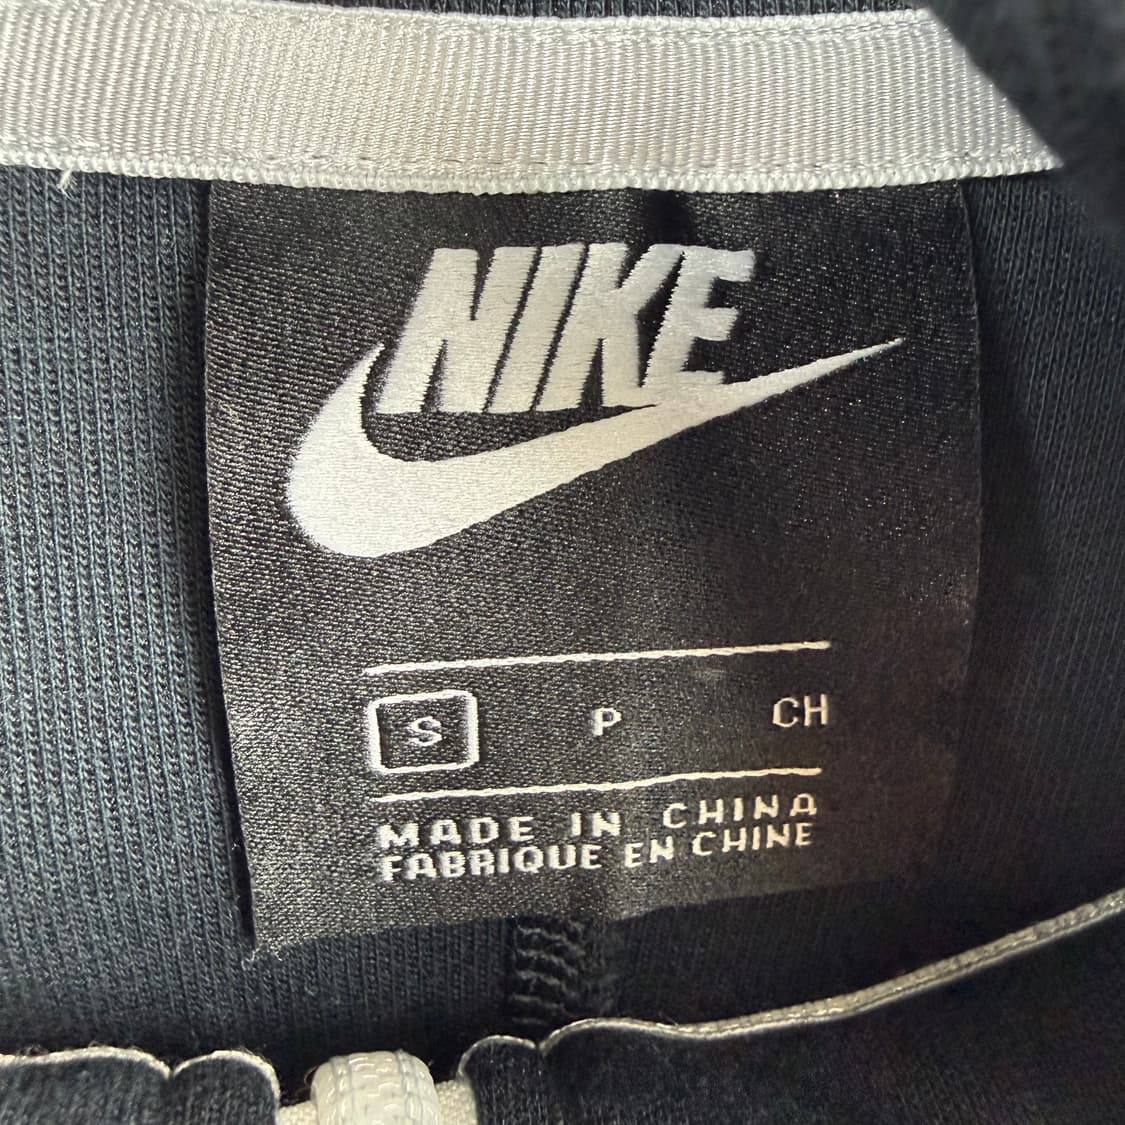 NIKE
S P CH
MADE IN CHINA
FABRIQUE EN CHINE